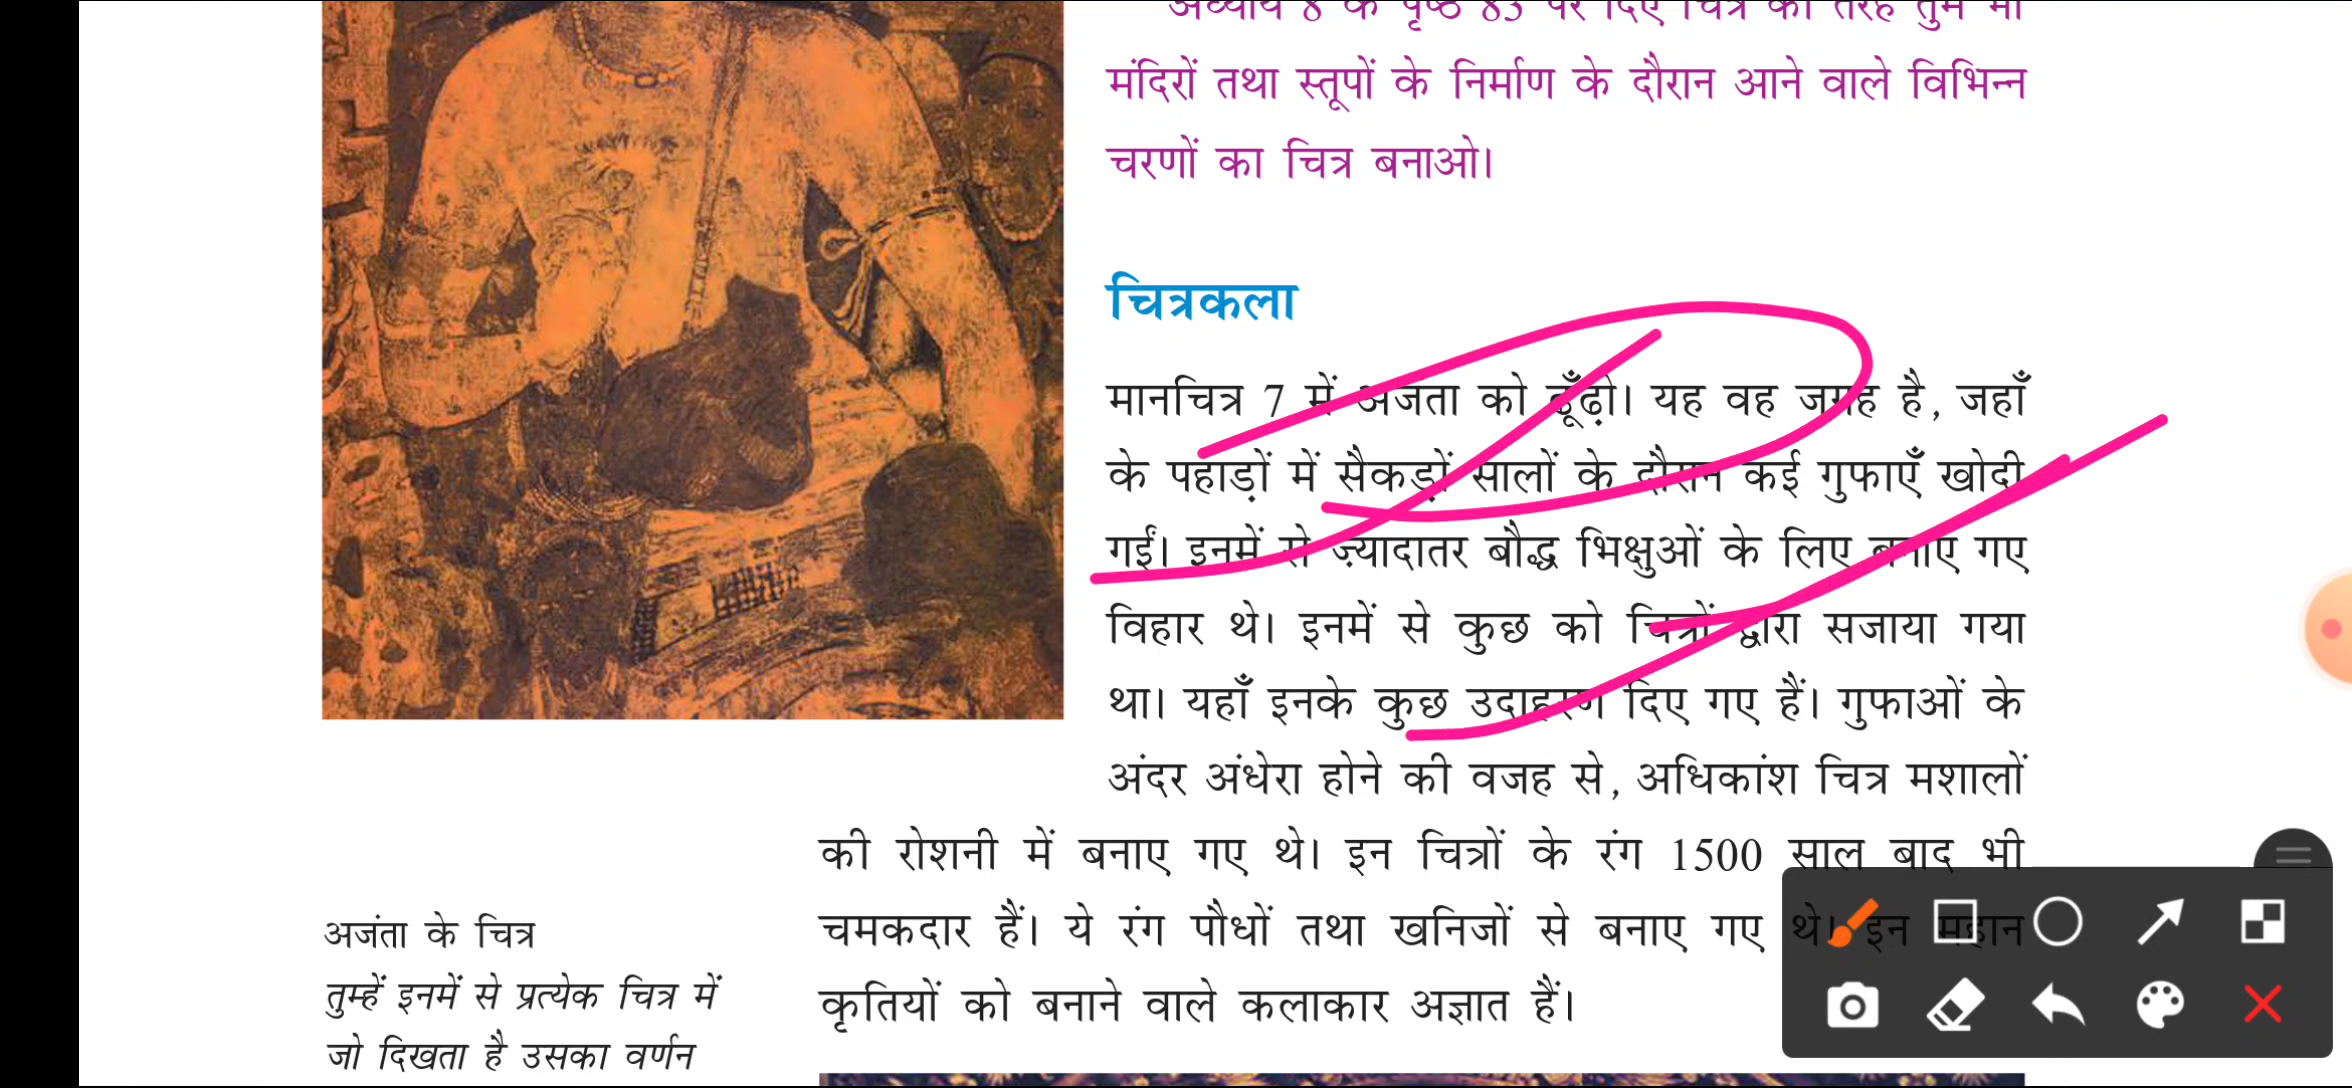 अध्याय 8 के पृष्ठ 83 पर दिए चित्र की तरह तुम भी
मंदिरों तथा स्तूपों के निर्माण के दौरान आने वाले विभिन्न
चरणों का चित्र बनाओ।
चित्रकला
मानचित्र 7 में अजंता को ढूँढ़ो। यह वह जगह है, जहाँ
के पहाड़ों में सैकड़ों सालों के दौरान कई गुफाएँ खोदी
गईं। इनमें से ज़्यादातर बौद्ध भिक्षुओं के लिए बनाए गए
विहार थे। इनमें से कुछ को चित्रों द्वारा सजाया गया
था। यहाँ इनके कुछ उदाहरण दिए गए हैं। गुफाओं के
अंदर अंधेरा होने की वजह से, अधिकांश चित्र मशालों
की रोशनी में बनाए गए थे। इन चित्रों के रंग 1500 साल बाद भी
चमकदार हैं। ये रंग पौधों तथा खनिजों से बनाए गए थे। इन महान
कृतियों को बनाने वाले कलाकार अज्ञात हैं।
अजंता के चित्र
तुम्हें इनमें से प्रत्येक चित्र में
जो दिखता है उसका वर्णन